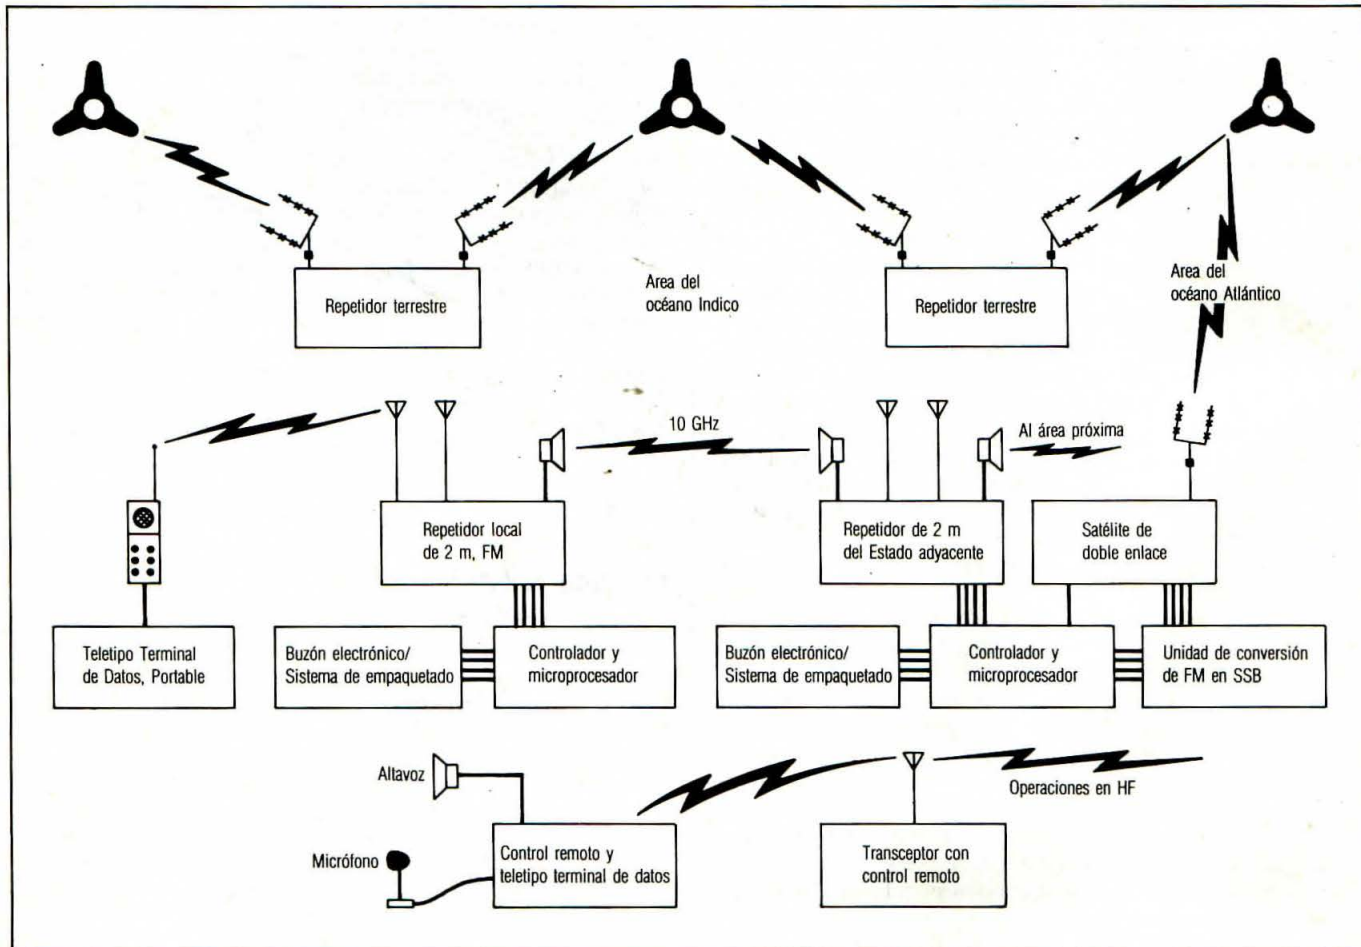 Repetidor terrestre
Area del
océano Indico
Repetidor terrestre
Area del
océano Atlántico
10 GHz
Al área próxima
Repetidor local
de 2 m, FM
Repetidor de 2 m
del Estado adyacente
Satélite de
doble enlace
Teletipo Terminal
de Datos, Portable
Buzón electrónico/
Sistema de empaquetado
Controlador y
microprocesador
Buzón electrónico/
Sistema de empaquetado
Controlador y
microprocesador
Unidad de conversión
de FM en SSB
Altavoz
Operaciones en HF
Micrófono
Control remoto y
teletipo terminal de datos
Transceptor con
control remoto